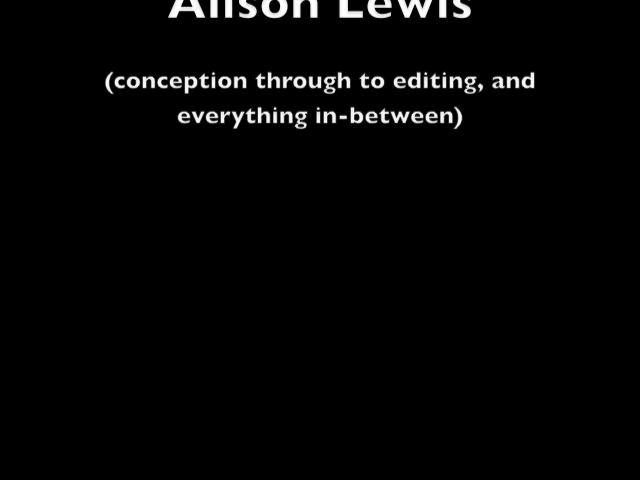 Alison Lewis
(conception through to editing, and
everything in-between)